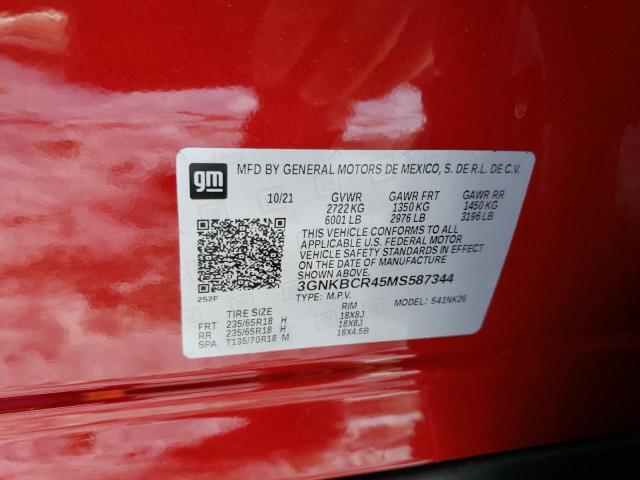 gm
MFD BY GENERAL MOTORS DE MEXICO, S. DE R.L. DE C.V.
10/21 GVWR GAWR FRT GAWR RR
2722 KG 1350 KG 1450 KG
6001 LB 2976 LB 3196 LB
THIS VEHICLE CONFORMS TO ALL
APPLICABLE U.S. FEDERAL MOTOR
VEHICLE SAFETY STANDARDS IN EFFECT
ON THE DATE OF MANUFACTURE
SHOWN ABOVE.
3GNKBCR45MS587344
252F TYPE: M.P.V. MODEL: 541NK26
TIRE SIZE RIM
FRT 235/65R18 H 18X8J
RR 235/65R18 H 18X8J
SPA T135/70R18 M 18X4.5B